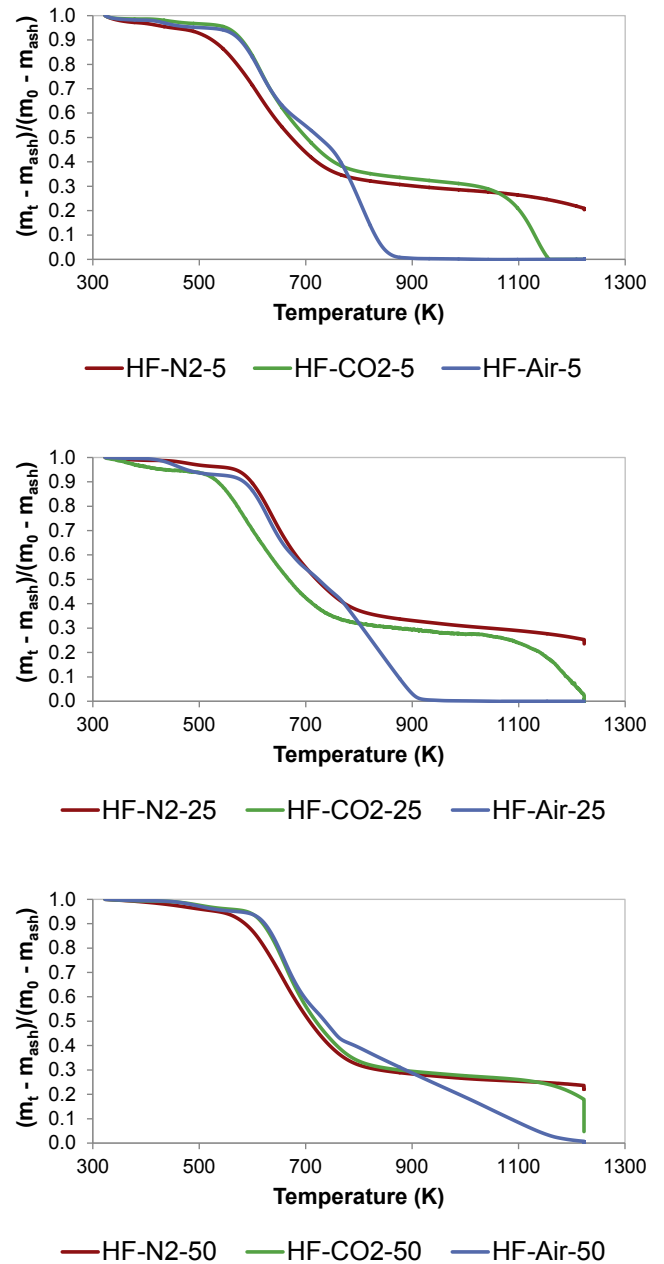 (m_t - m_ash)/(m_0 - m_ash)
1.0
0.9
0.8
0.7
0.6
0.5
0.4
0.3
0.2
0.1
0.0
300 500 700 900 1100 1300
Temperature (K)
HF-N2-5 HF-CO2-5 HF-Air-5
(m_t - m_ash)/(m_0 - m_ash)
1.0
0.9
0.8
0.7
0.6
0.5
0.4
0.3
0.2
0.1
0.0
300 500 700 900 1100 1300
Temperature (K)
HF-N2-25 HF-CO2-25 HF-Air-25
(m_t - m_ash)/(m_0 - m_ash)
1.0
0.9
0.8
0.7
0.6
0.5
0.4
0.3
0.2
0.1
0.0
300 500 700 900 1100 1300
Temperature (K)
HF-N2-50 HF-CO2-50 HF-Air-50